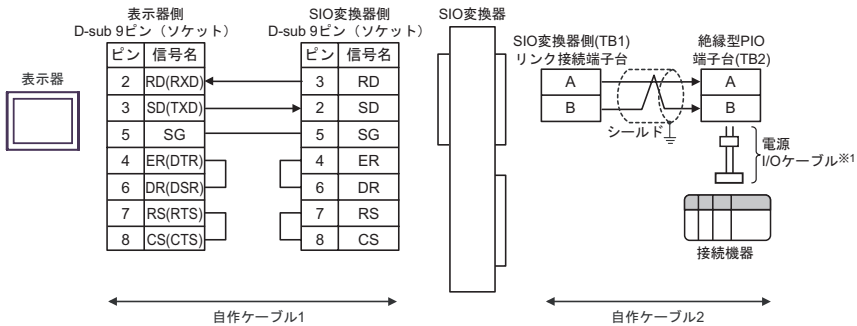 表示器
表示器側
D-sub 9ピン（ソケット）
ピン 信号名
2 RD(RXD)
3 SD(TXD)
5 SG
4 ER(DTR)
6 DR(DSR)
7 RS(RTS)
8 CS(CTS)
SIO変換器側
D-sub 9ピン（ソケット）
ピン 信号名
3 RD
2 SD
5 SG
4 ER
6 DR
7 RS
8 CS
SIO変換器
SIO変換器側(TB1)
リンク接続端子台
A
B
シールド
絶縁型PIO
端子台(TB2)
A
B
電源
I/Oケーブル※1
接続機器
自作ケーブル1
自作ケーブル2